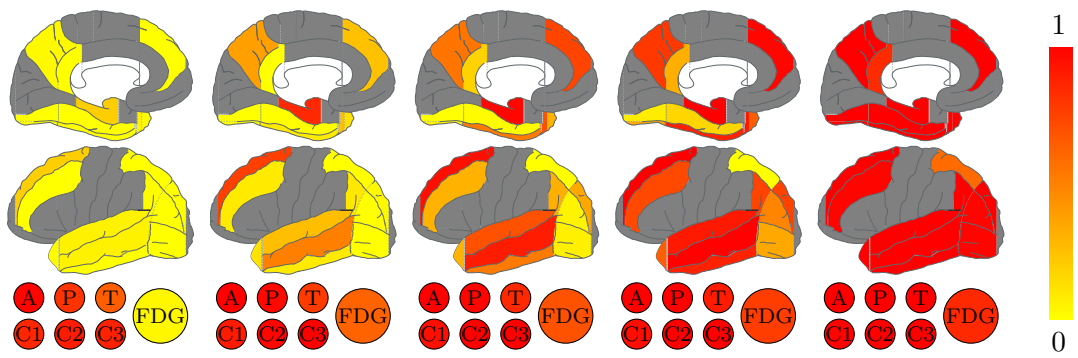 1
A P T A P T A P T A P T A P T
FDG FDG FDG FDG FDG
C1 C2 C3 C1 C2 C3 C1 C2 C3 C1 C2 C3 C1 C2 C3
0